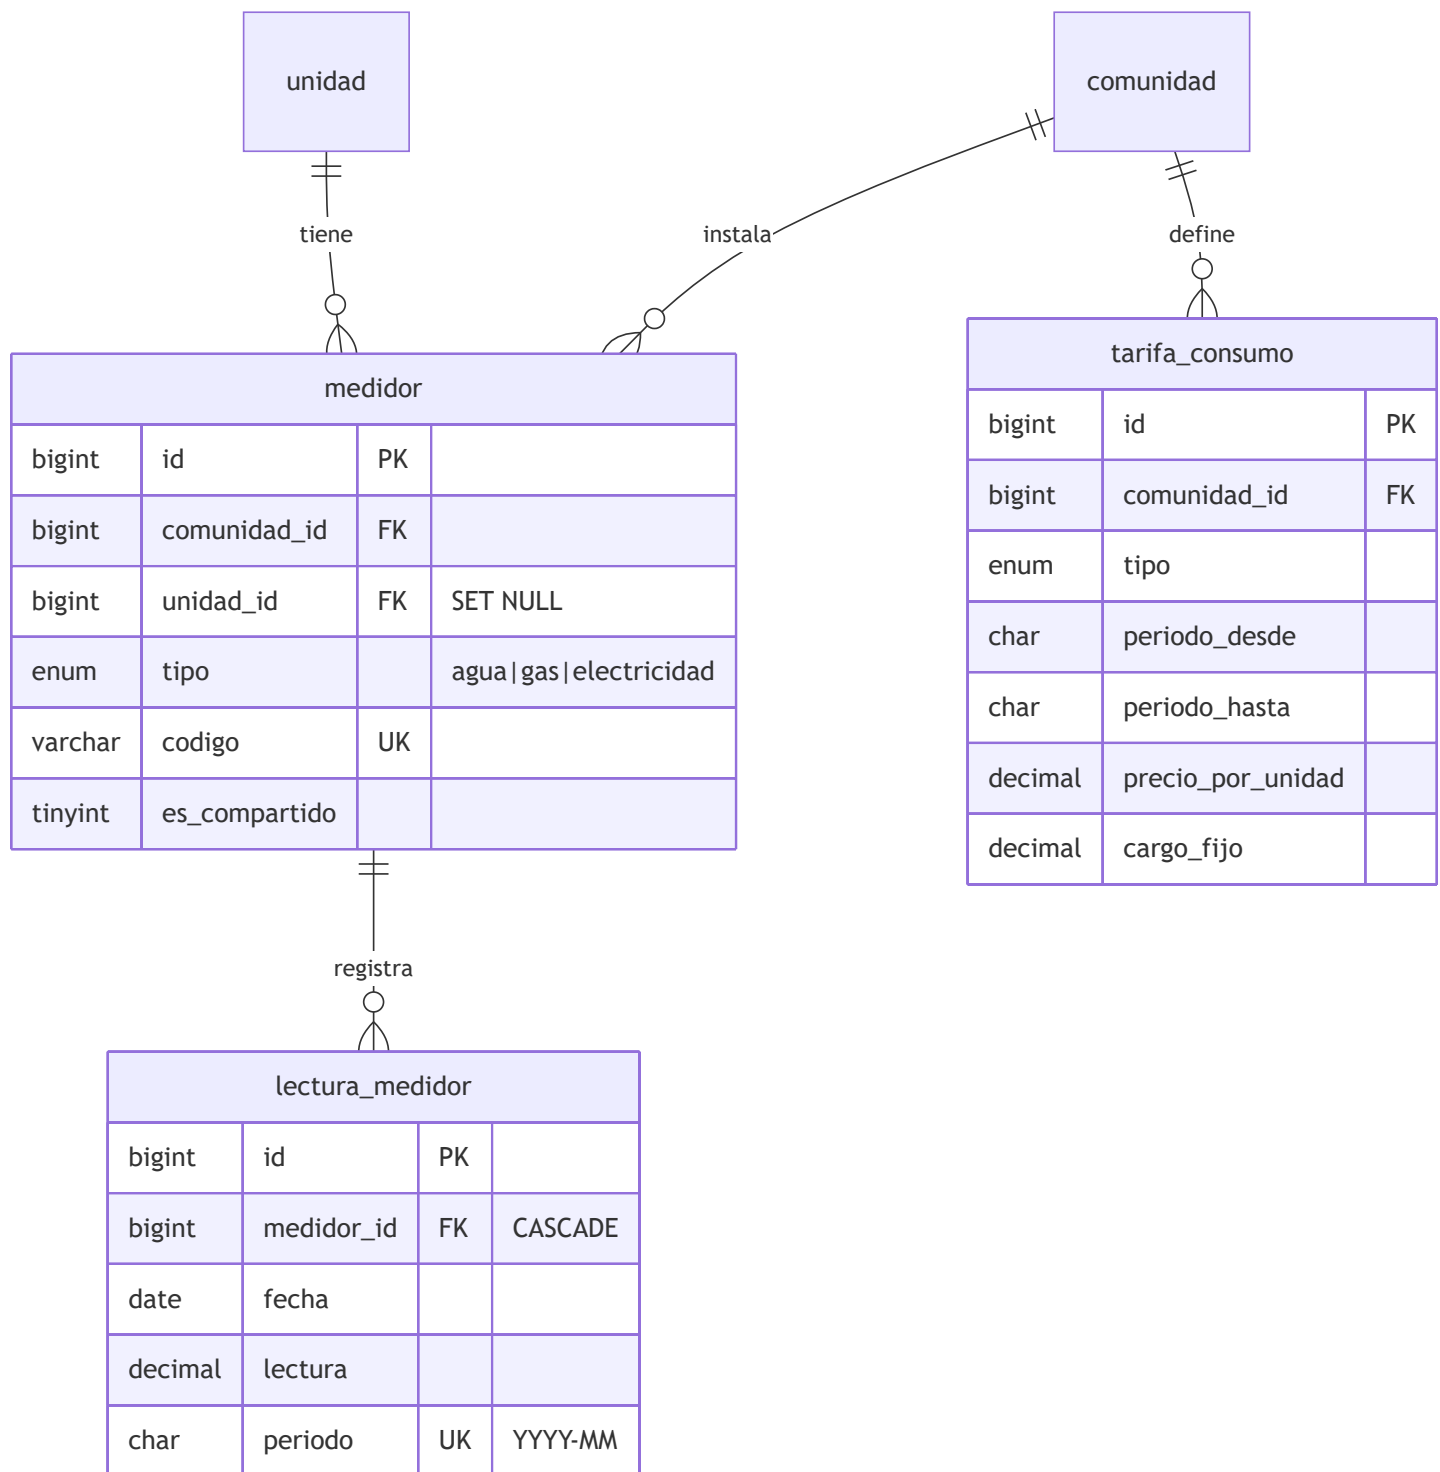 unidad
comunidad
tiene
instala
define
medidor
bigint id PK
bigint comunidad_id FK
bigint unidad_id FK SET NULL
enum tipo agua|gas|electricidad
varchar codigo UK
tinyint es_compartido
tarifa_consumo
bigint id PK
bigint comunidad_id FK
enum tipo
char periodo_desde
char periodo_hasta
decimal precio_por_unidad
decimal cargo_fijo
registra
lectura_medidor
bigint id PK
bigint medidor_id FK CASCADE
date fecha
decimal lectura
char periodo UK YYYY-MM